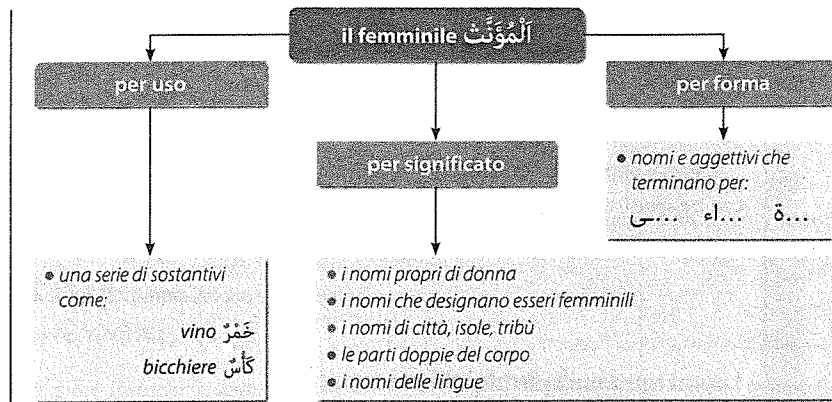 il femminile اَلْمُؤَنَّث
per uso
per significato
per forma
• nomi e aggettivi che
terminano per:
...ة ...اء ...ـى
• una serie di sostantivi
come:
vino خَمْرٌ
bicchiere كَأْسٌ
• i nomi propri di donna
• i nomi che designano esseri femminili
• i nomi di città, isole, tribù
• le parti doppie del corpo
• i nomi delle lingue